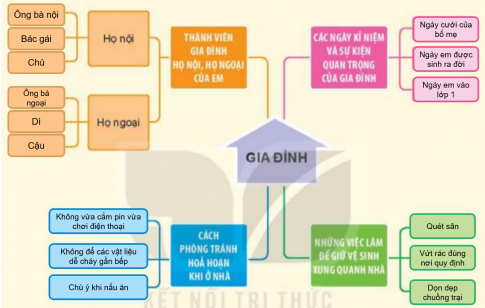 Ông bà nội
Bác gái
Chú
Họ nội
THÀNH VIÊN
GIA ĐÌNH
HỌ NỘI, HỌ NGOẠI
CỦA EM
Ông bà
ngoại
Dì
Cậu
Họ ngoại
CÁC NGÀY KỈ NIỆM
VÀ SỰ KIỆN
QUAN TRỌNG
CỦA GIA ĐÌNH
Ngày cưới của
bố mẹ
Ngày em được
sinh ra đời
Ngày em vào
lớp 1
GIA ĐÌNH
Không vừa cắm pin vừa
chơi điện thoại
Không để các vật liệu
dễ cháy gần bếp
Chú ý khi nấu ăn
CÁCH
PHÒNG TRÁNH
HOẢ HOẠN
KHI Ở NHÀ
NHỮNG VIỆC LÀM
ĐỂ GIỮ VỆ SINH
XUNG QUANH NHÀ
Quét sân
Vứt rác đúng
nơi quy định
Dọn dẹp
chuồng trại
KẾT NỐI TRI THỨC